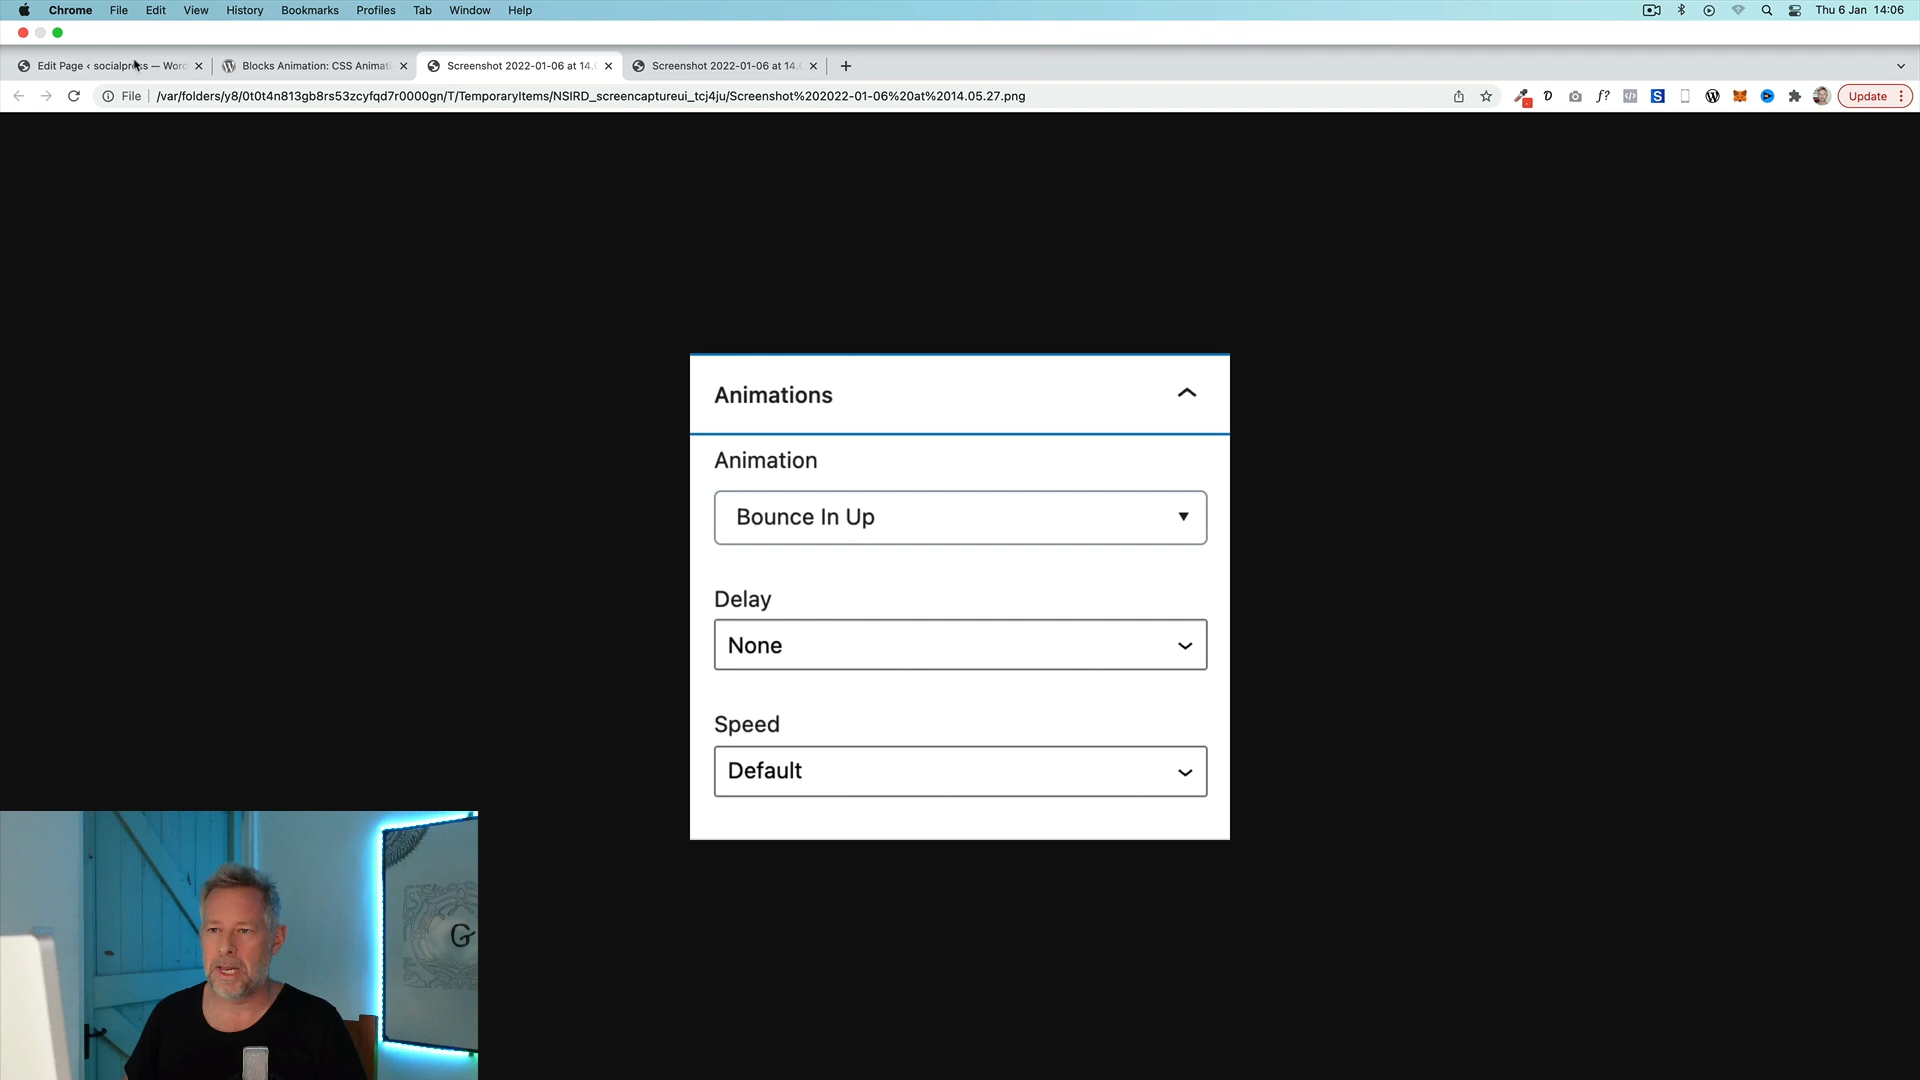 Chrome File Edit View History Bookmarks Profiles Tab Window Help Thu 6 Jan 14:06
Edit Page ‹ socialpress — Word Blocks Animation: CSS Animati Screenshot 2022-01-06 at 14. Screenshot 2022-01-06 at 14.
File /var/folders/y8/0t0t4n813gb8rs53zcyfqd7r0000gn/T/TemporaryItems/NSIRD_screencaptureui_tcj4ju/Screenshot%202022-01-06%20at%2014.05.27.png Update
Animations
Animation
Bounce In Up
Delay
None
Speed
Default
G